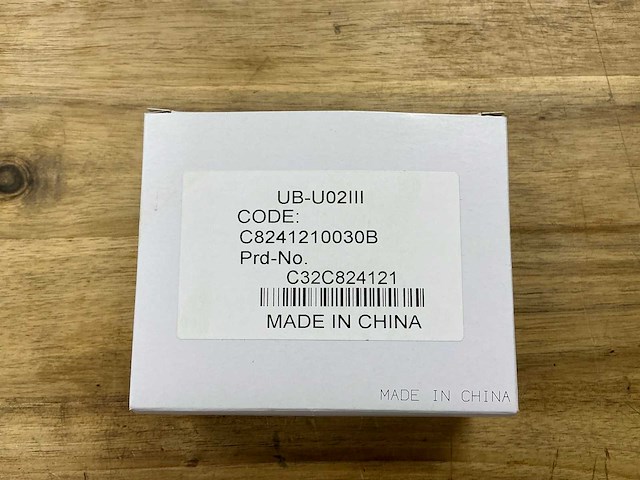 UB-U02III
CODE:
C8241210030B
Prd-No.
C32C824121
MADE IN CHINA
MADE IN CHINA